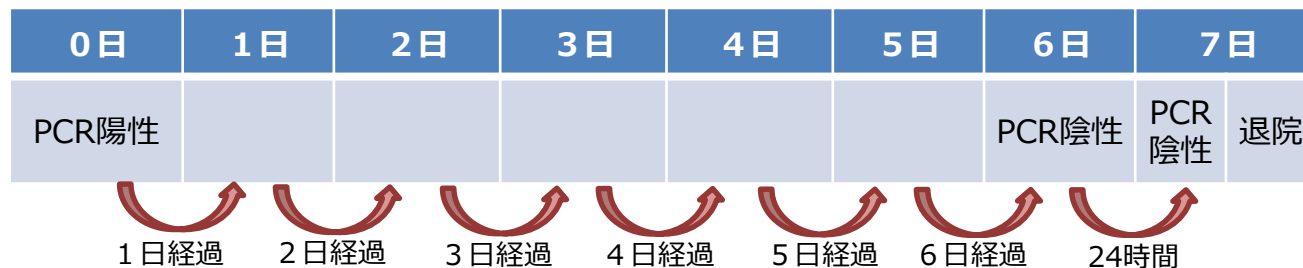 ０日 １日 ２日 ３日 ４日 ５日 ６日 ７日
PCR陽性 PCR陰性 PCR陰性 退院
１日経過 ２日経過 ３日経過 ４日経過 ５日経過 ６日経過 24時間